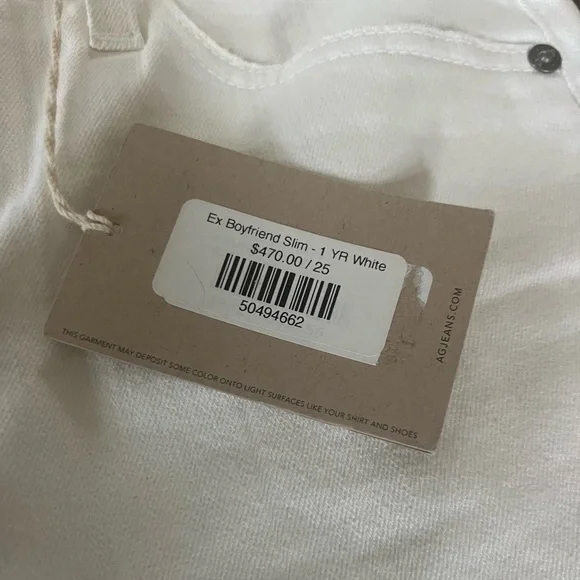 Ex Boyfriend Slim - 1 YR White
$470.00 / 25
50494662
AGJEANS.COM
THIS GARMENT MAY DEPOSIT SOME COLOR ONTO LIGHT SURFACES LIKE YOUR SHIRT AND SHOES